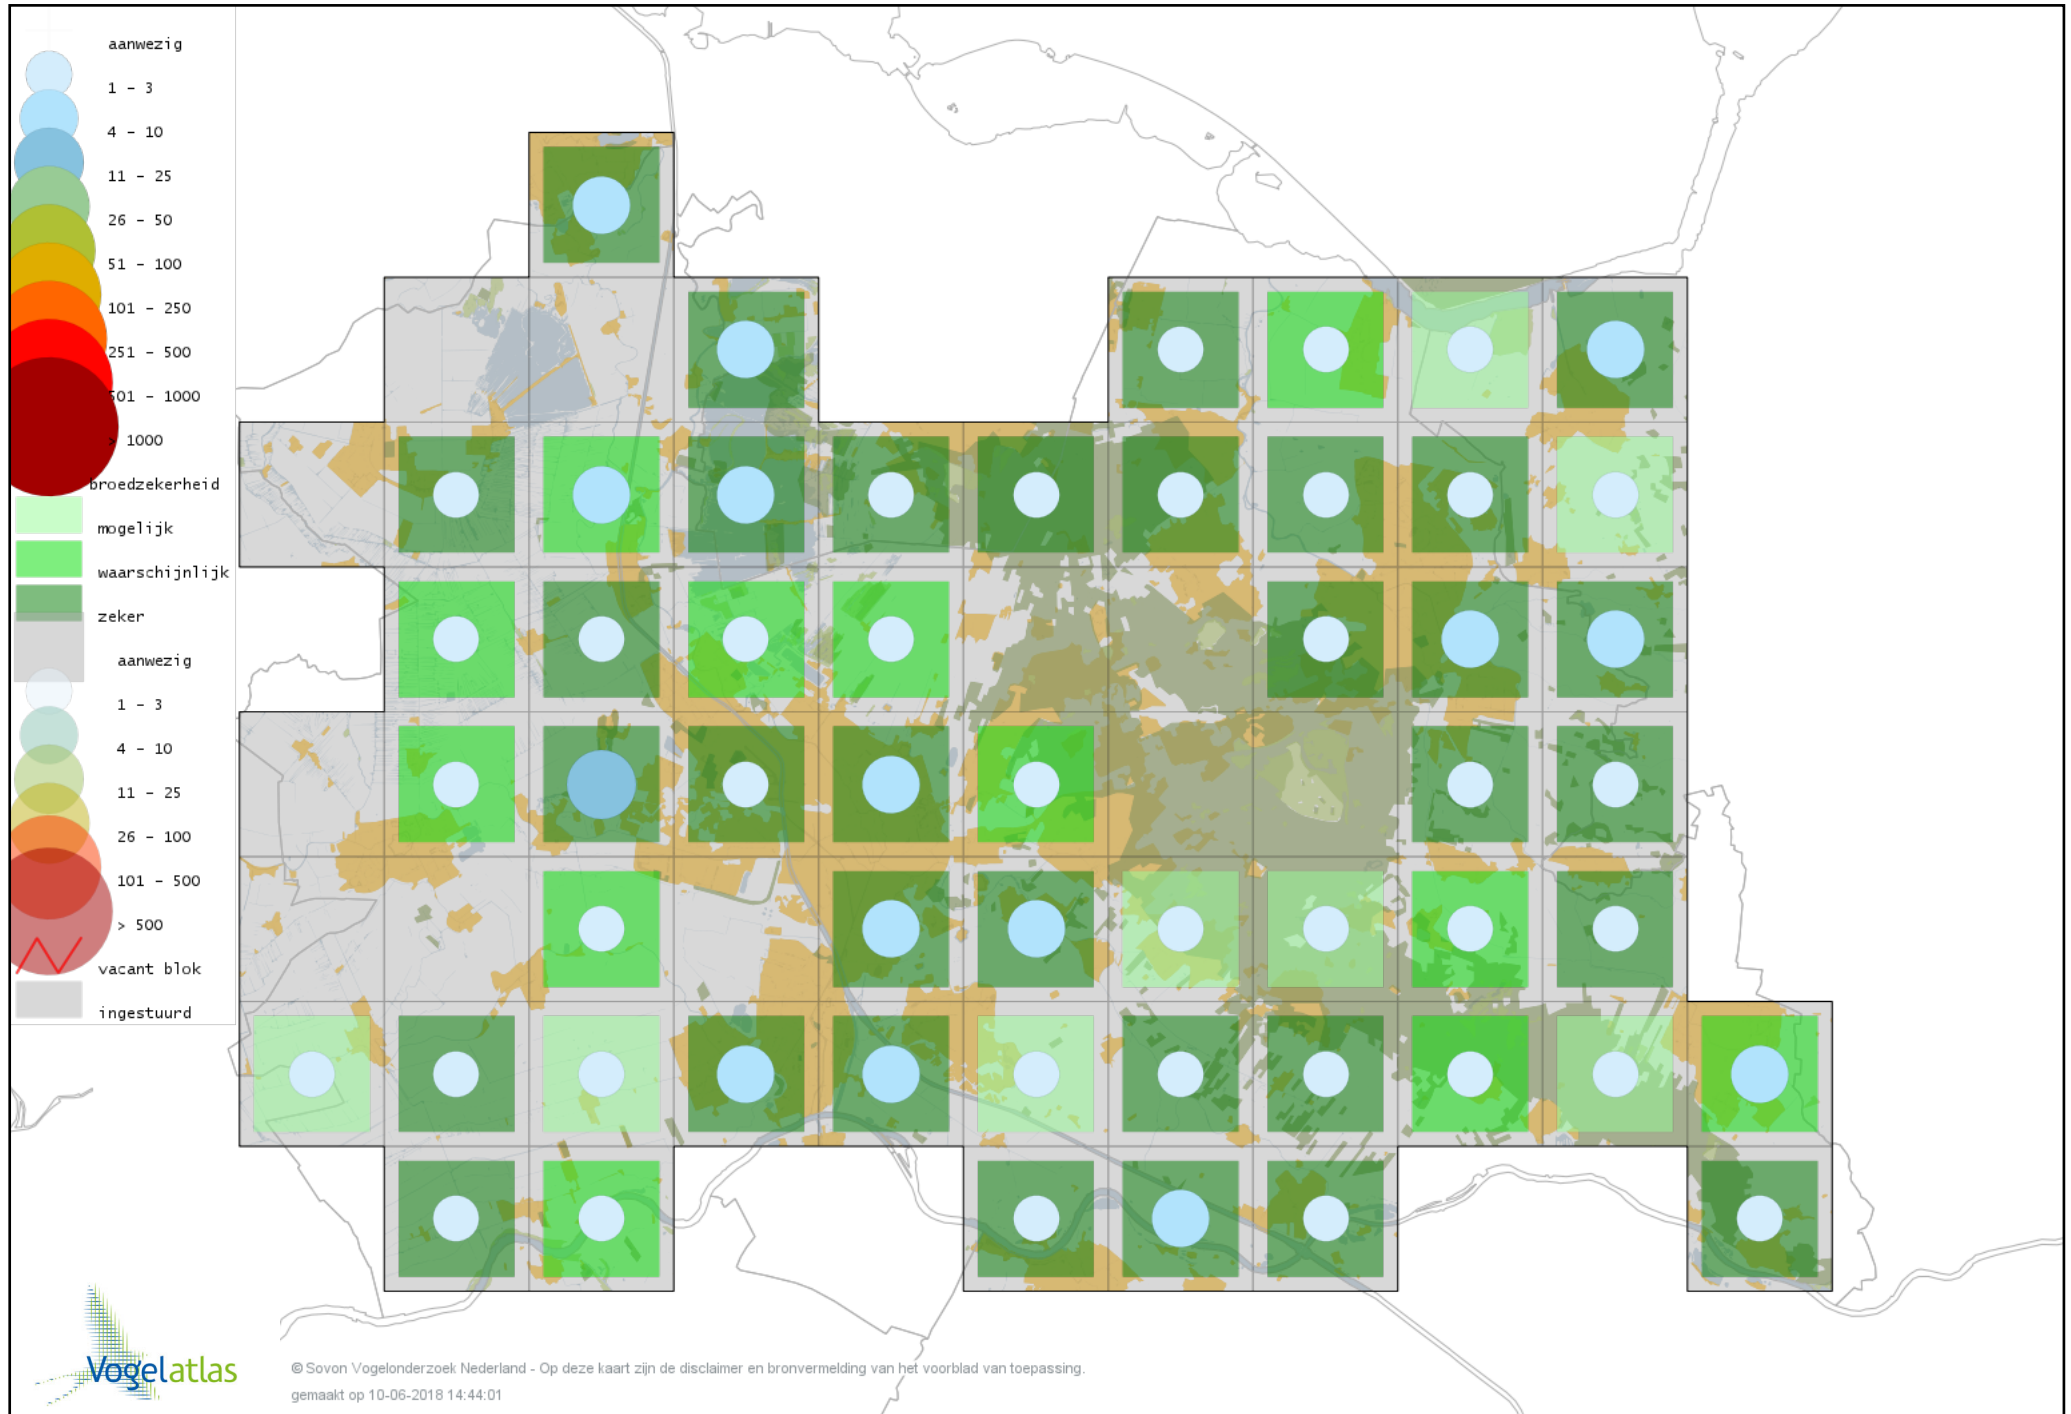 aanwezig
1 - 3
4 - 10
11 - 25
26 - 50
51 - 100
101 - 250
251 - 500
501 - 1000
> 1000
broedzekerheid
mogelijk
waarschijnlijk
zeker
aanwezig
1 - 3
4 - 10
11 - 25
26 - 100
101 - 500
> 500
vacant blok
ingestuurd
Vogelatlas
© Sovon Vogelonderzoek Nederland - Op deze kaart zijn de disclaimer en bronvermelding van het voorblad van toepassing.
gemaakt op 10-06-2018 14:44:01